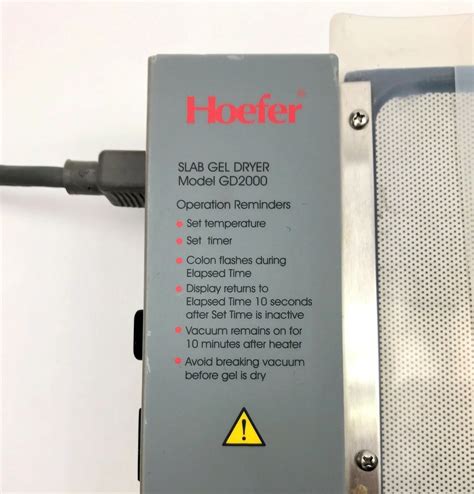 Hoefer®
SLAB GEL DRYER
Model GD2000
Operation Reminders
Set temperature
Set timer
Colon flashes during
Elapsed Time
Display returns to
Elapsed Time 10 seconds
after Set Time is inactive
Vacuum remains on for
10 minutes after heater
Avoid breaking vacuum
before gel is dry